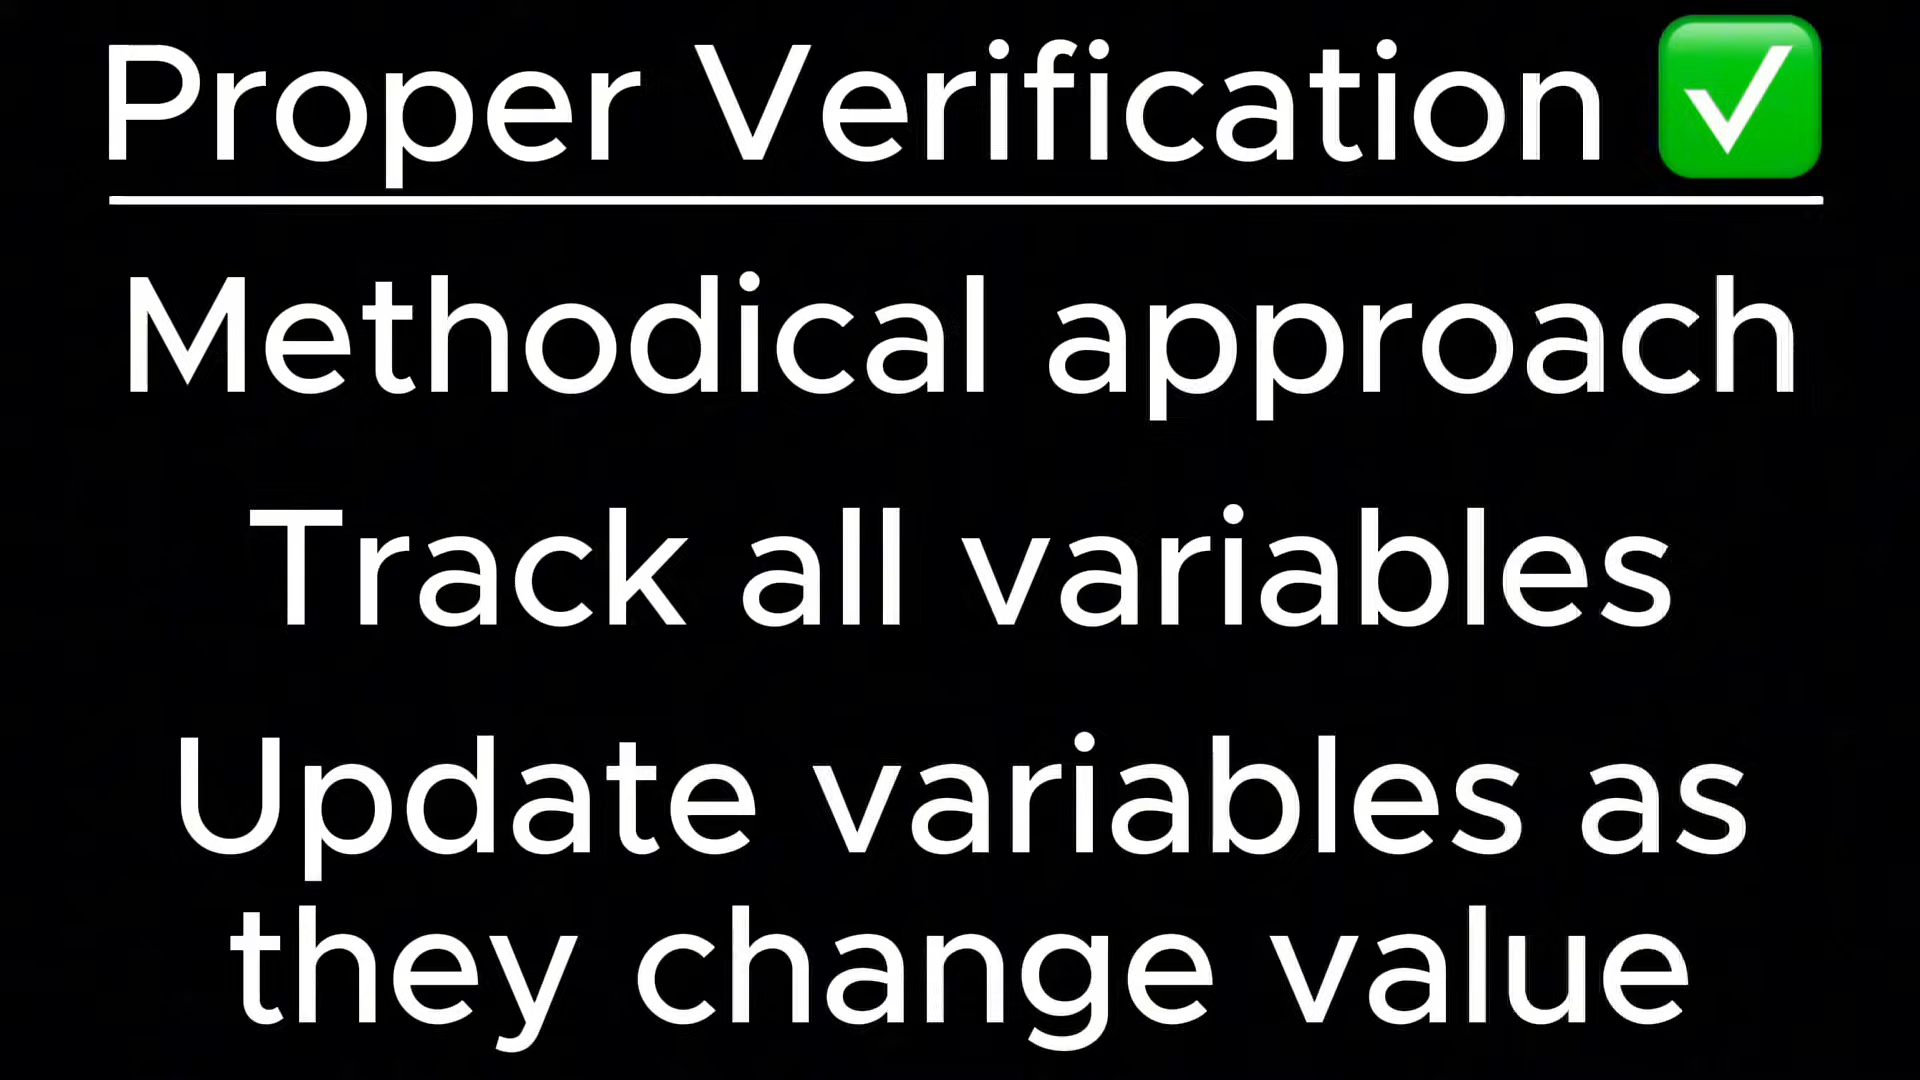 Proper Verification ✅
Methodical approach
Track all variables
Update variables as
they change value